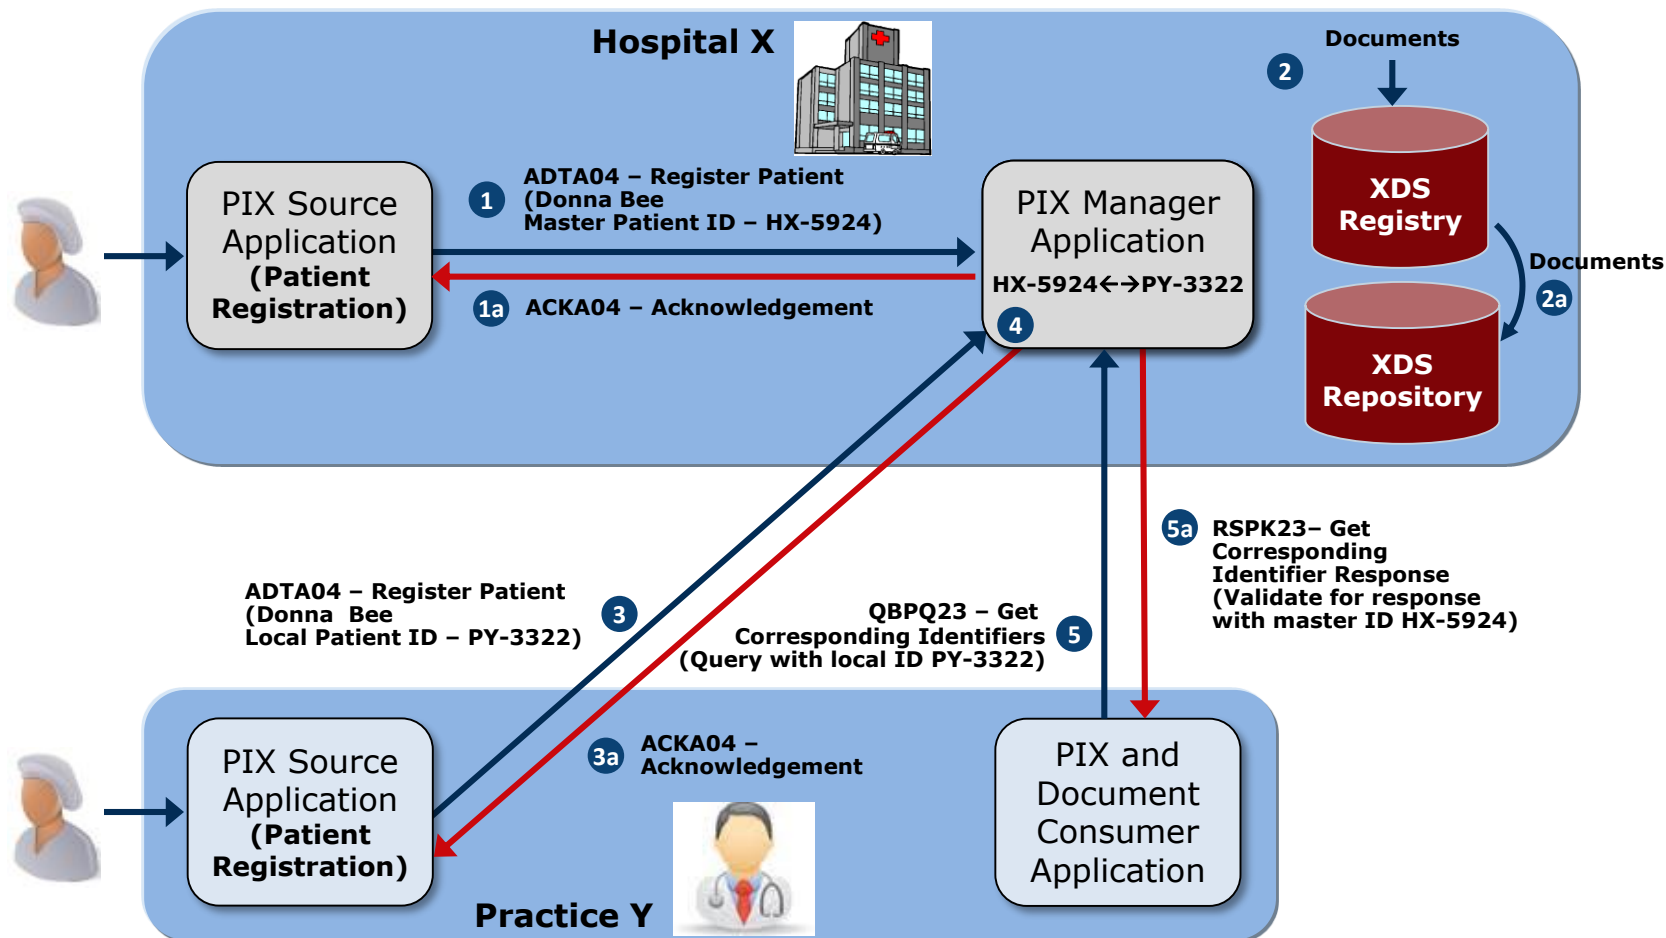 Hospital X
Documents
2
XDS
Registry
Documents
2a
XDS
Repository
PIX Source
Application
(Patient
Registration)
1
ADTA04 – Register Patient
(Donna Bee
Master Patient ID – HX-5924)
1a
ACKA04 – Acknowledgement
PIX Manager
Application
HX-5924←→PY-3322
4
ADTA04 – Register Patient
(Donna  Bee
Local Patient ID – PY-3322)
3
QBPQ23 – Get
Corresponding Identifiers
(Query with local ID PY-3322)
5
5a
RSPK23– Get
Corresponding
Identifier Response
(Validate for response
with master ID HX-5924)
PIX Source
Application
(Patient
Registration)
3a
ACKA04 –
Acknowledgement
PIX and
Document
Consumer
Application
Practice Y